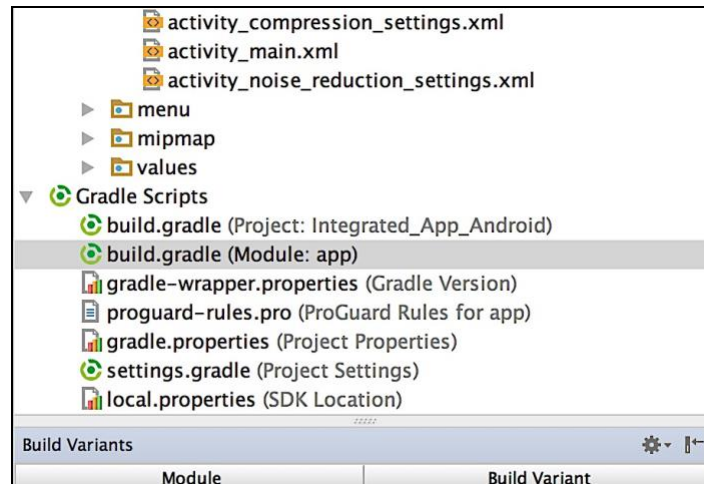 activity_compression_settings.xml
activity_main.xml
activity_noise_reduction_settings.xml
menu
mipmap
values
Gradle Scripts
build.gradle (Project: Integrated_App_Android)
build.gradle (Module: app)
gradle-wrapper.properties (Gradle Version)
proguard-rules.pro (ProGuard Rules for app)
gradle.properties (Project Properties)
settings.gradle (Project Settings)
local.properties (SDK Location)
Build Variants
Module Build Variant